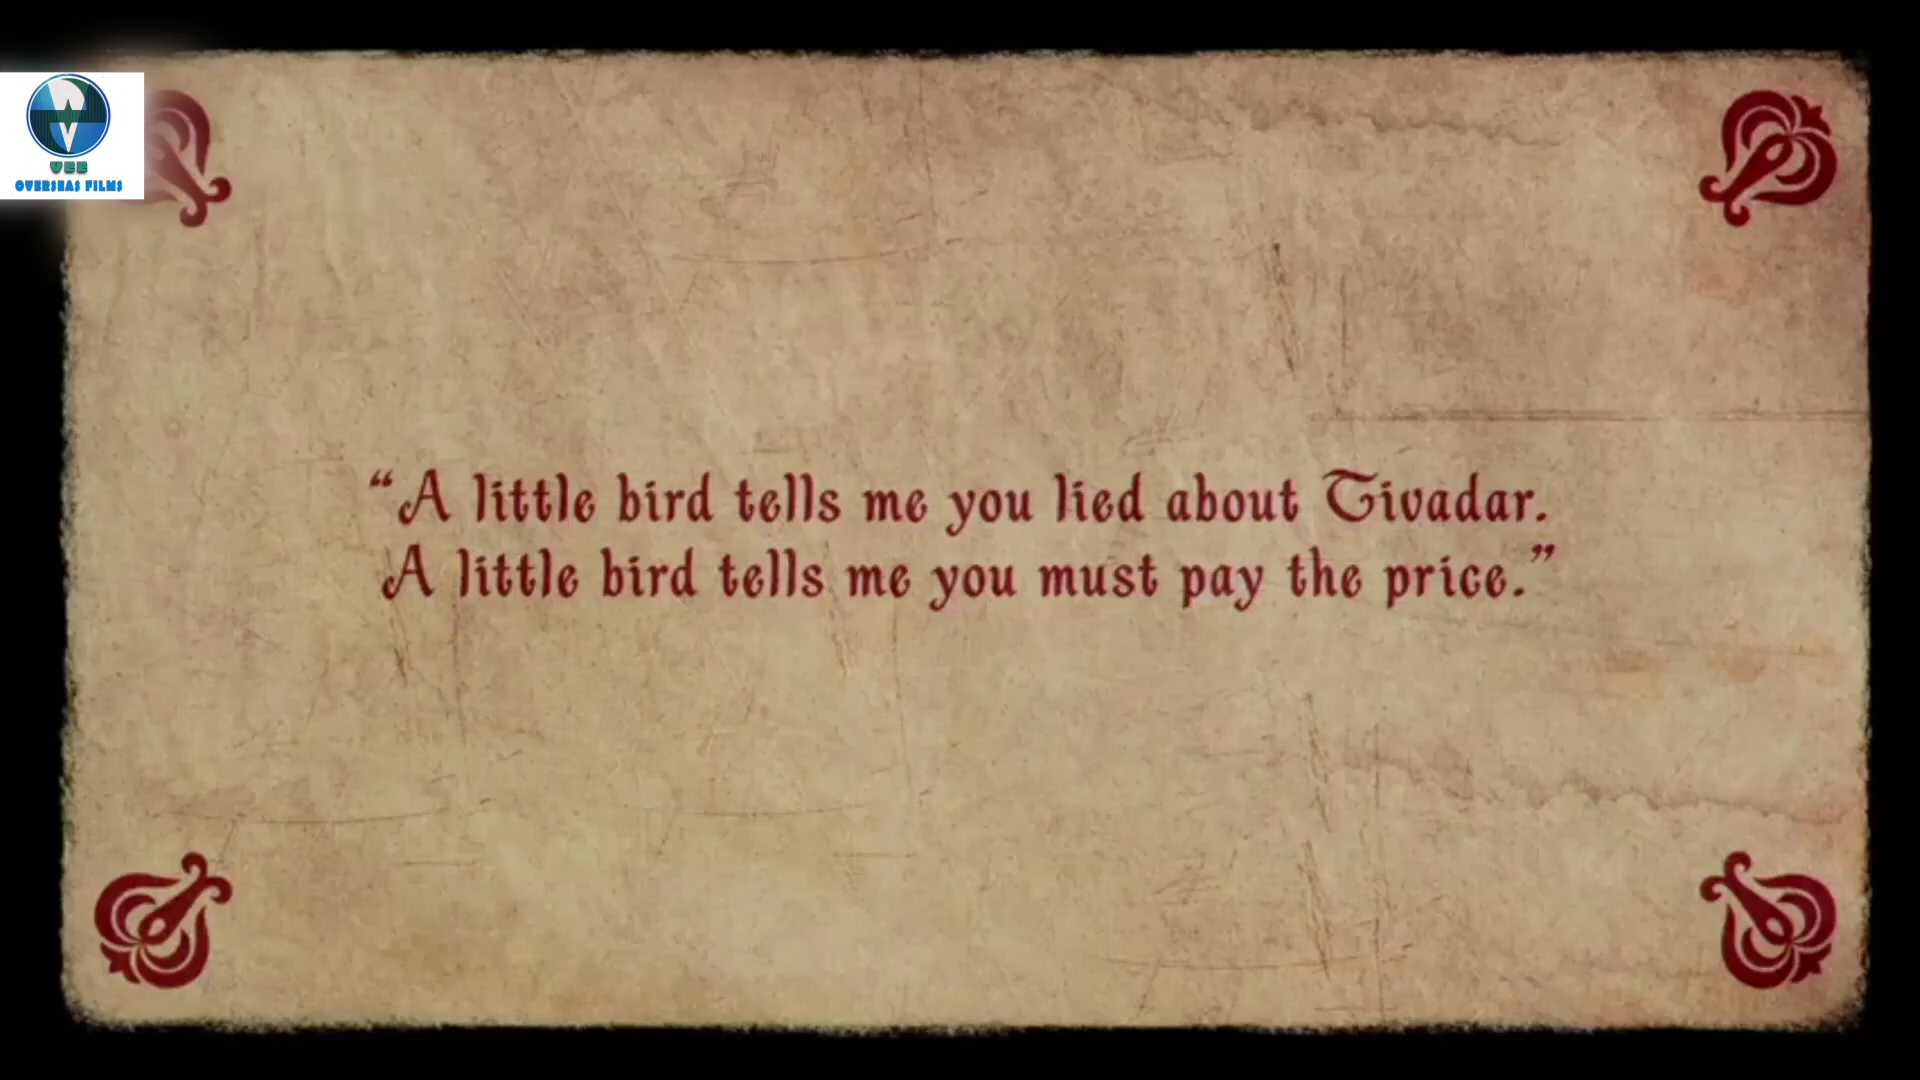 VEE
OVERSEAS FILMS
“A little bird tells me you lied about Tivadar.
A little bird tells me you must pay the price.”